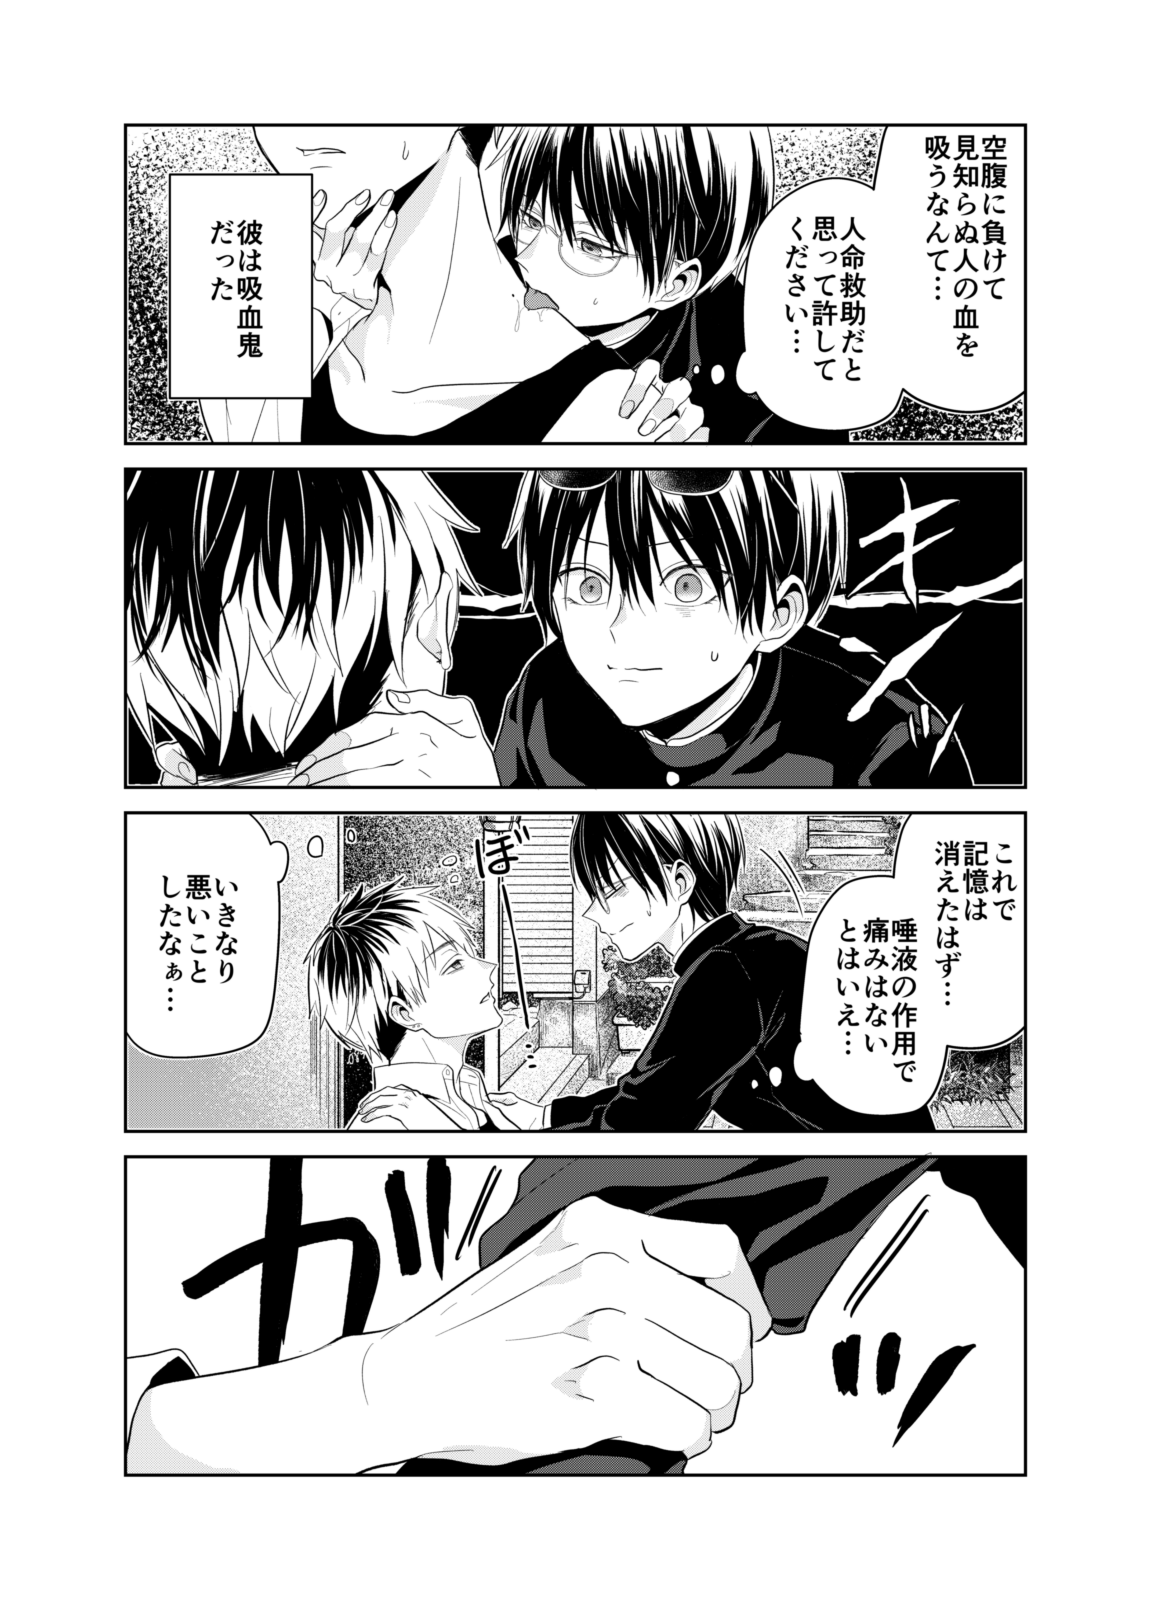 空腹に負けて
見知らぬ人の血を
吸うなんて…
人命救助だと
思って許して
ください…
彼は吸血鬼
だった
キィン
これで
記憶は
消えたはず…
唾液の作用で
痛みはない
とはいえ…
ぼー…
いきなり
悪いこと
したなぁ…
ガシッ